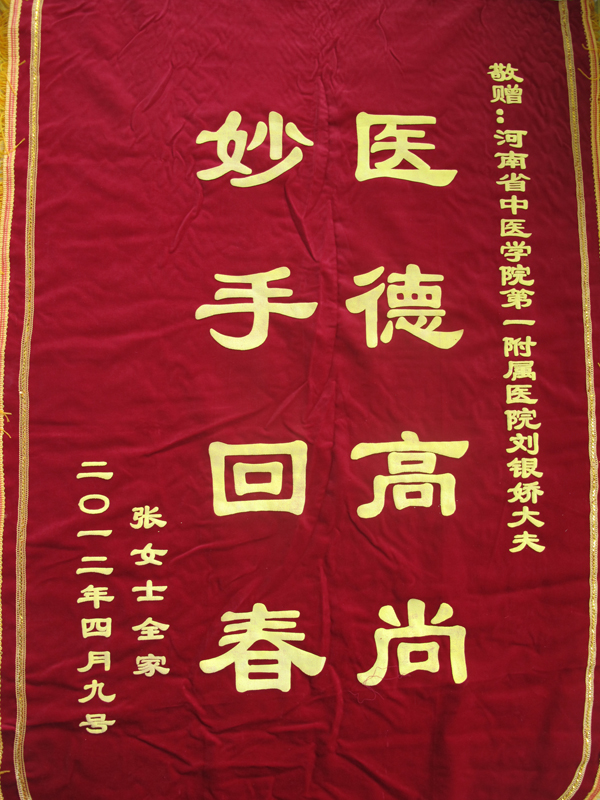 敬赠：河南省中医学院第一附属医院刘银娇大夫
医德高尚
妙手回春
张女士全家
二〇一二年四月九号